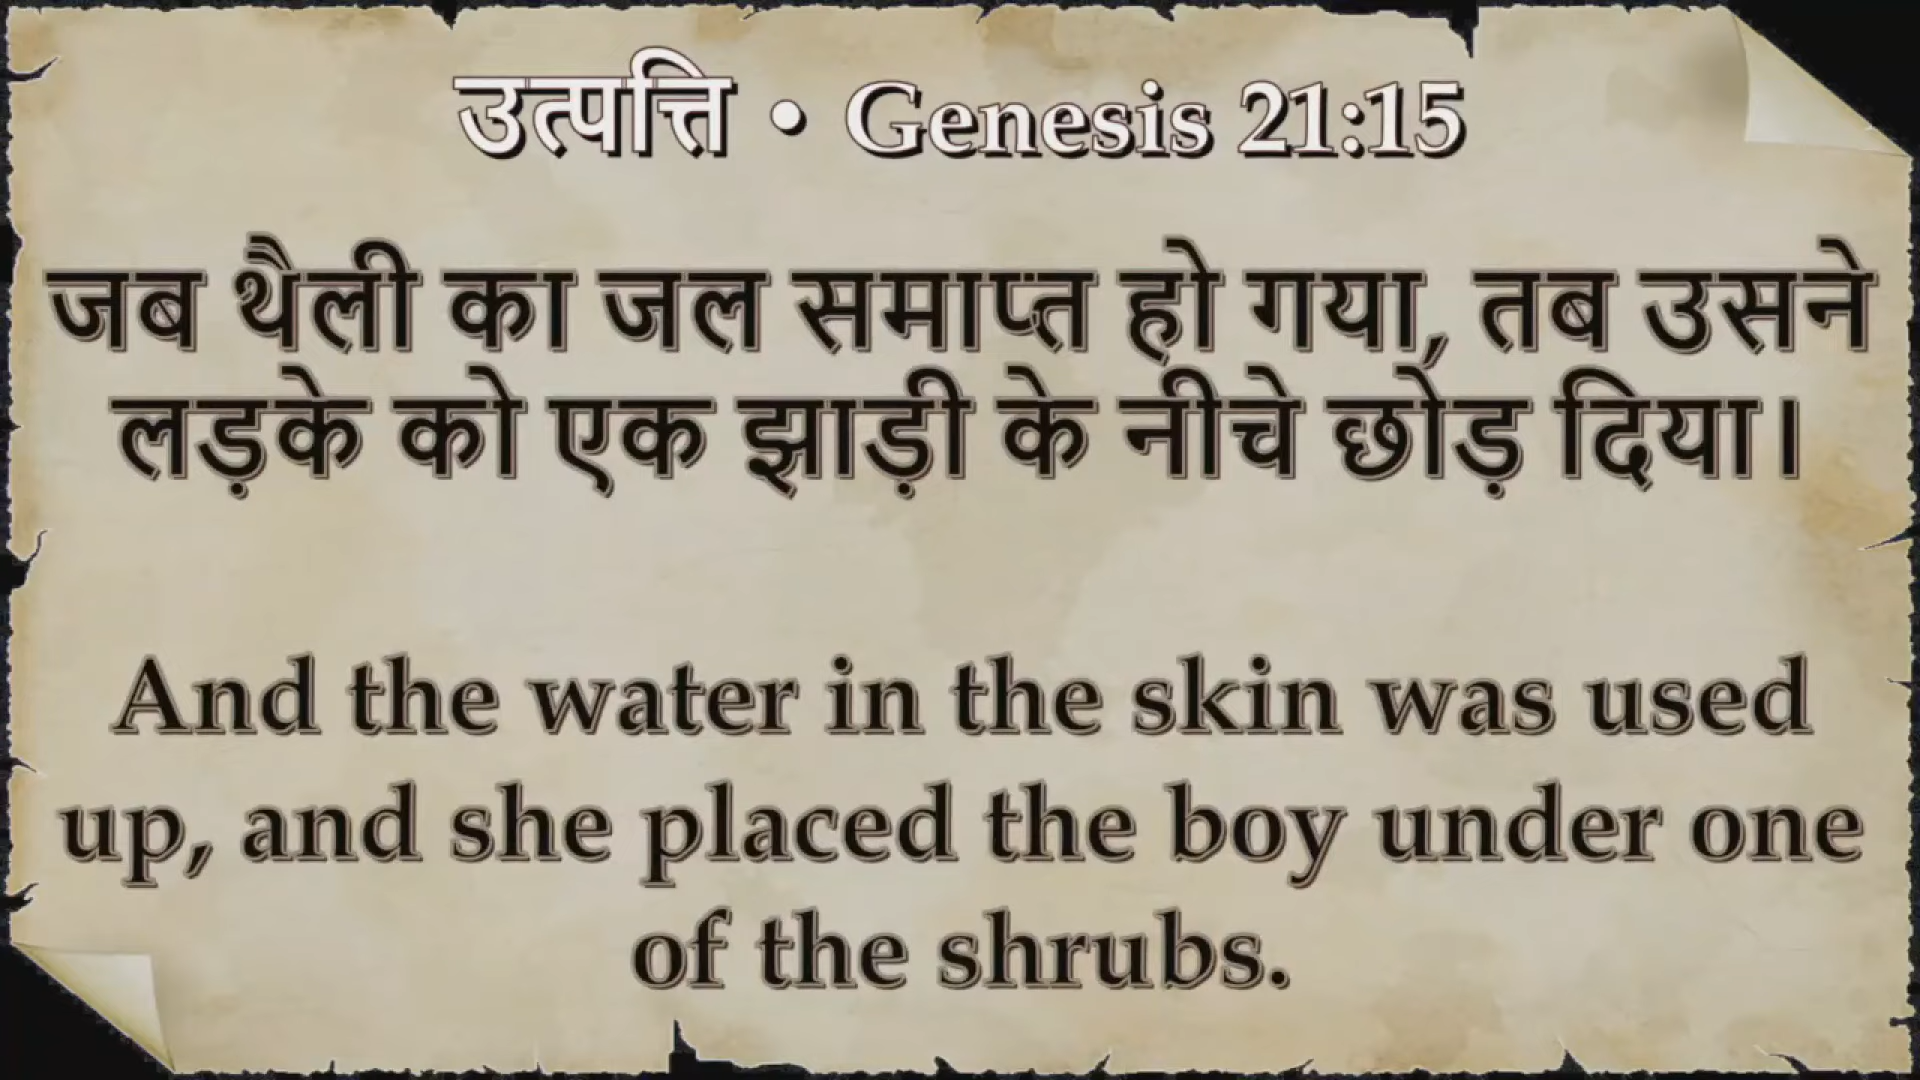 उत्पत्ति • Genesis 21:15
जब थैली का जल समाप्त हो गया, तब उसने
लड़के को एक झाड़ी के नीचे छोड़ दिया।
And the water in the skin was used
up, and she placed the boy under one
of the shrubs.